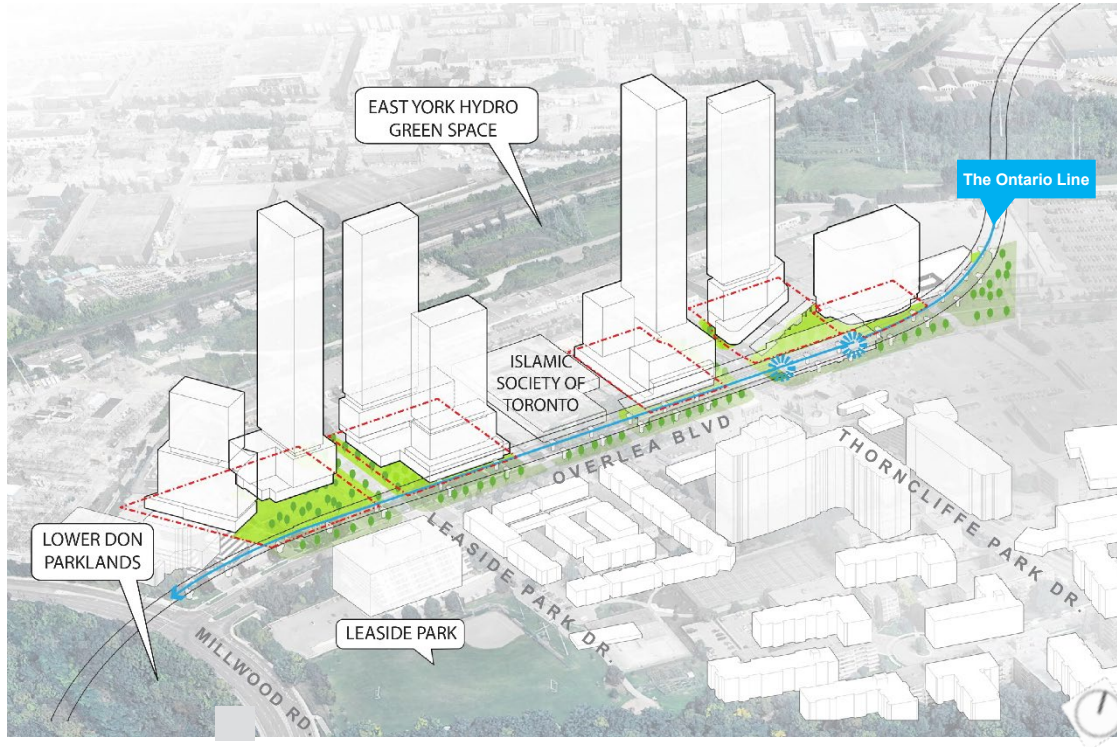 EAST YORK HYDRO
GREEN SPACE
The Ontario Line
ISLAMIC
SOCIETY OF
TORONTO
OVERLEA BLVD
THORNCLIFFE PARK DR.
LEASIDE PARK DR.
LOWER DON
PARKLANDS
LEASIDE PARK
MILLWOOD RD.